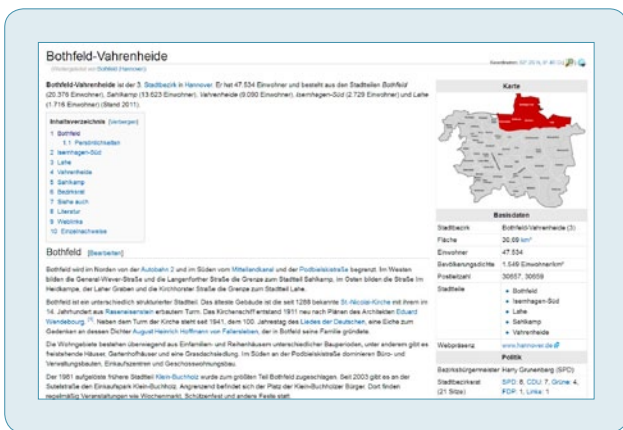 Bothfeld-Vahrenheide
(Weitergeleitet von Bothfeld (Hannover))
Bothfeld-Vahrenheide ist der 3. Stadtbezirk in Hannover. Er hat 47.534 Einwohner und besteht aus den Stadtteilen Bothfeld
(20.376 Einwohner), Sahlkamp (13.623 Einwohner), Vahrenheide (9.090 Einwohner), Isernhagen-Süd (2.729 Einwohner) und Lahe
(1.716 Einwohner) (Stand 2011).
Inhaltsverzeichnis [Verbergen]
1 Bothfeld
1.1 Persönlichkeiten
2 Isernhagen-Süd
3 Lahe
4 Vahrenheide
5 Sahlkamp
6 Bezirksrat
7 Siehe auch
8 Literatur
9 Weblinks
10 Einzelnachweise
Bothfeld [Bearbeiten]
Bothfeld wird im Norden von der Autobahn 2 und im Süden vom Mittellandkanal und der Podbielskistraße begrenzt. Im Westen
bilden die General-Wever-Straße und die Langenforther Straße die Grenze zum Stadtteil Sahlkamp, im Osten bilden die Straße Im
Heidkampe, der Laher Graben und die Kirchhorster Straße die Grenze zum Stadtteil Lahe.
Bothfeld ist ein unterschiedlich strukturierter Stadtteil. Das älteste Gebäude ist die seit 1288 bekannte St.-Nicolai-Kirche mit ihrem im
14. Jahrhundert aus Raseneisenstein erbautem Turm. Das Kirchenschiff entstand 1911 neu nach Plänen des Architekten Eduard
Wendebourg. Neben dem Turm der Kirche steht seit 1941, dem 100. Jahrestag des Liedes der Deutschen, eine Eiche zum
Gedenken an dessen Dichter August Heinrich Hoffmann von Fallersleben, der in Botfeld seine Familie gründete.
Die Wohngebiete bestehen überwiegend aus Einfamilien- und Reihenhäusern unterschiedlicher Bauperioden, unter anderem gibt es
freistehende Häuser, Gartenhofhäuser und eine Grasdachsiedlung. Im Süden an der Podbielskistraße dominieren Büro- und
Verwaltungsbauten, Einkaufszentren und Geschosswohnungsbau.
Der 1981 aufgelöste frühere Stadtteil Klein-Buchholz wurde zum größten Teil Bothfeld zugeschlagen. Seit 2003 gibt es an der
Sutelstraße den Einkaufspark Klein-Buchholz. Angrenzend befindet sich der Platz der Klein-Buchholzer Bürger. Dort finden
regelmäßig Veranstaltungen wie Wochenmarkt, Schützenfest und andere Feste statt.
Koordinaten:
Karte
Basisdaten
Stadtbezirk Bothfeld-Vahrenheide (3)
Fläche 30,69 km²
Einwohner 47.534
Bevölkerungsdichte 1.549 Einwohner/km²
Postleitzahl 30657, 30659
Stadtteile
Bothfeld
Isernhagen-Süd
Lahe
Sahlkamp
Vahrenheide
Webpräsenz www.hannover.de
Politik
Bezirksbürgermeister Harry Grunenberg (SPD)
Stadtbezirksrat SPD: 8, CDU: 7, Grüne: 4,
(21 Sitze) FDP: 1, Linke: 1